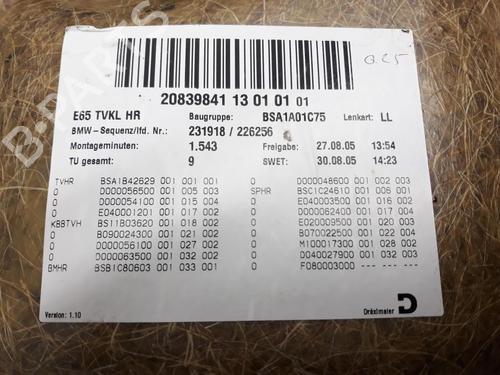 20839841 13 01 01 01
0.25
E65 TVKL HR Baugruppe: BSA1A01C75 Lenkart: LL
BMW-Sequenz/lfd. Nr.: 231918 / 226256
Montageminuten: 1.543 Freigabe: 27.08.05 13:54
TU gesamt: 9 SWET: 30.08.05 14:23
TVHR BSA1B42629 001 001 001 0 D000048600 001 002 003
0 D000056500 001 005 003 SPHR BSC1C24610 001 006 001
0 D000054100 001 015 004 0 E040003500 001 016 002
0 E040001201 001 017 002 0 D000062400 001 017 004
KBBTVH BS11B03620 001 018 002 0 E020009500 001 020 003
0 B090024300 001 021 002 0 B070022500 001 022 004
0 D000056100 001 027 002 0 M100017300 001 028 002
0 D000063500 001 032 002 0 D040027900 001 032 003
BMHR BSB1C80603 001 033 001 0 F080003000 --- ---
Version: 1.10
Dräxlmaier
B-PARTS